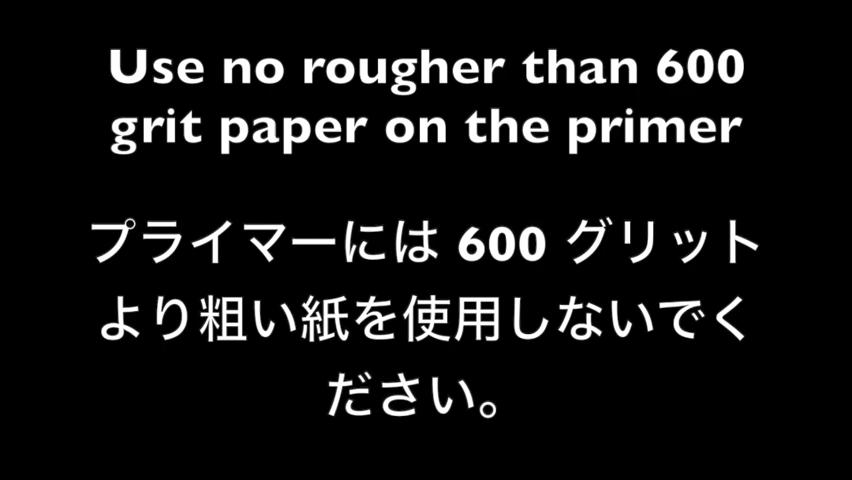 Use no rougher than 600
grit paper on the primer
プライマーには 600 グリット
より粗い紙を使用しないでく
ださい。